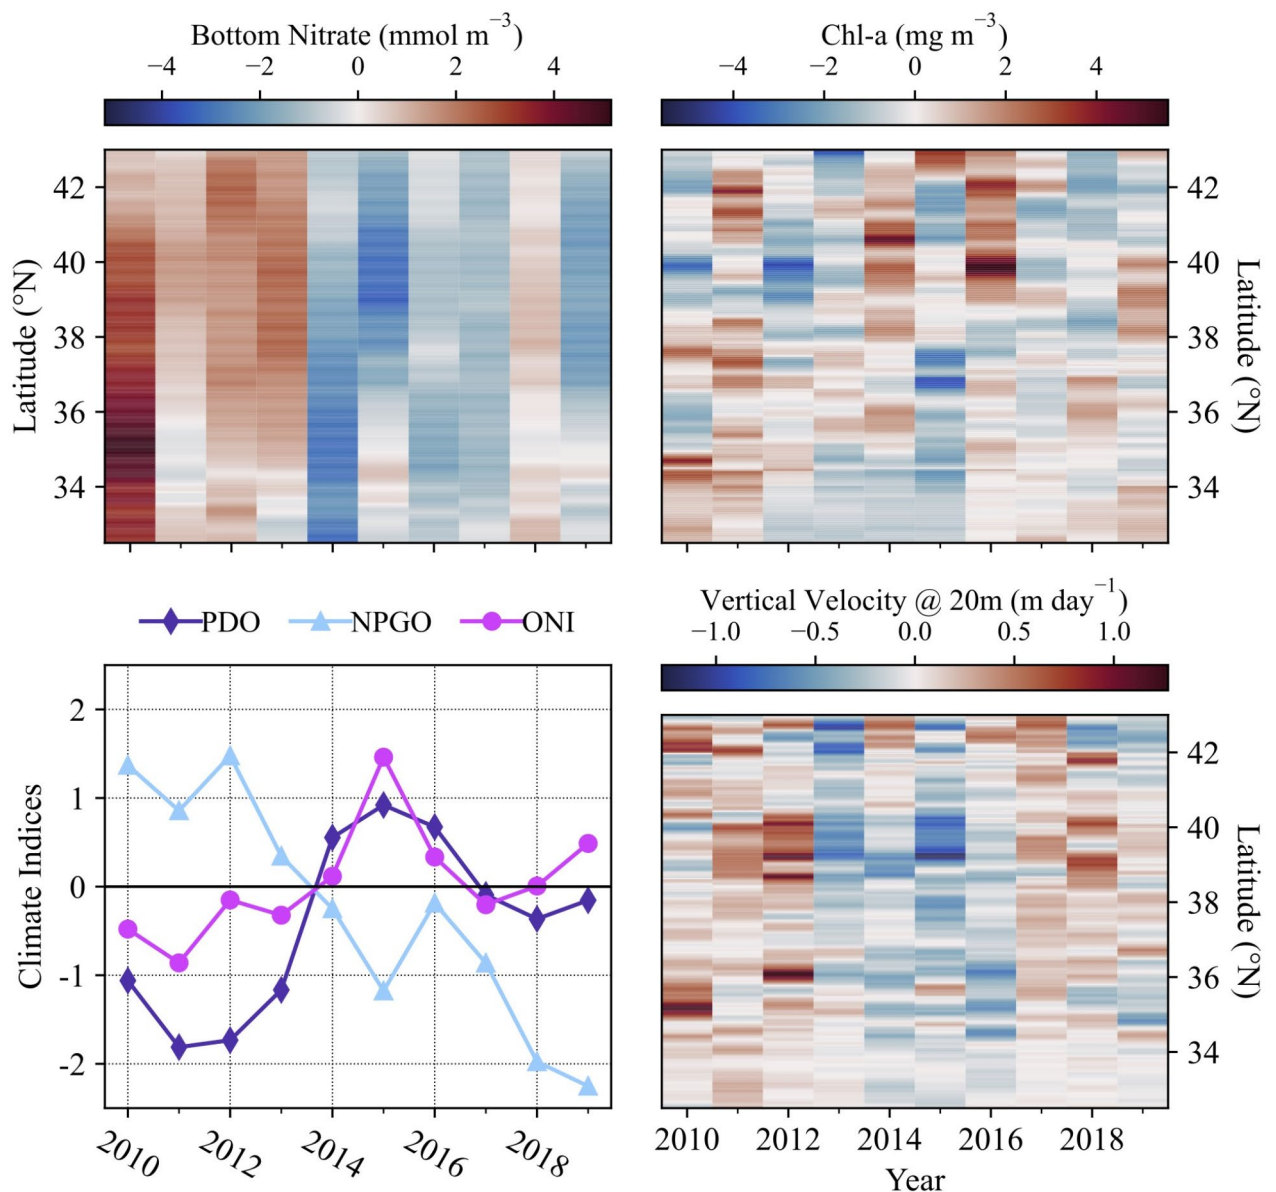 Bottom Nitrate (mmol m−3)
−4 −2 0 2 4
Chl-a (mg m−3)
−4 −2 0 2 4
Latitude (°N)
42
40
38
36
34
42
40
38
36
34
Latitude (°N)
PDO NPGO ONI
Climate Indices
2
1
0
-1
-2
2010 2012 2014 2016 2018
Vertical Velocity @ 20m (m day−1)
−1.0 −0.5 0.0 0.5 1.0
42
40
38
36
34
Latitude (°N)
2010 2012 2014 2016 2018
Year